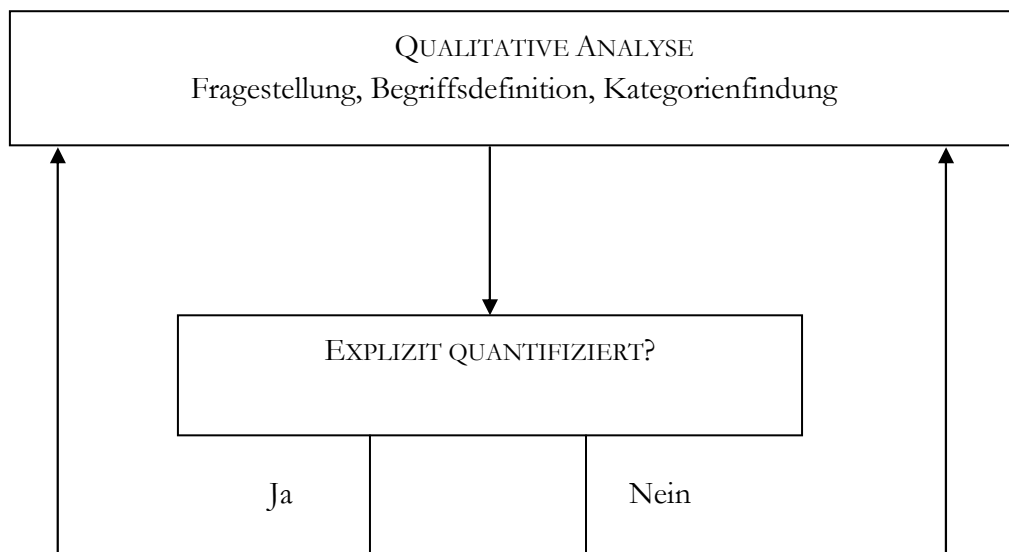 QUALITATIVE ANALYSE
Fragestellung, Begriffsdefinition, Kategorienfindung
EXPLIZIT QUANTIFIZIERT?
Ja
Nein